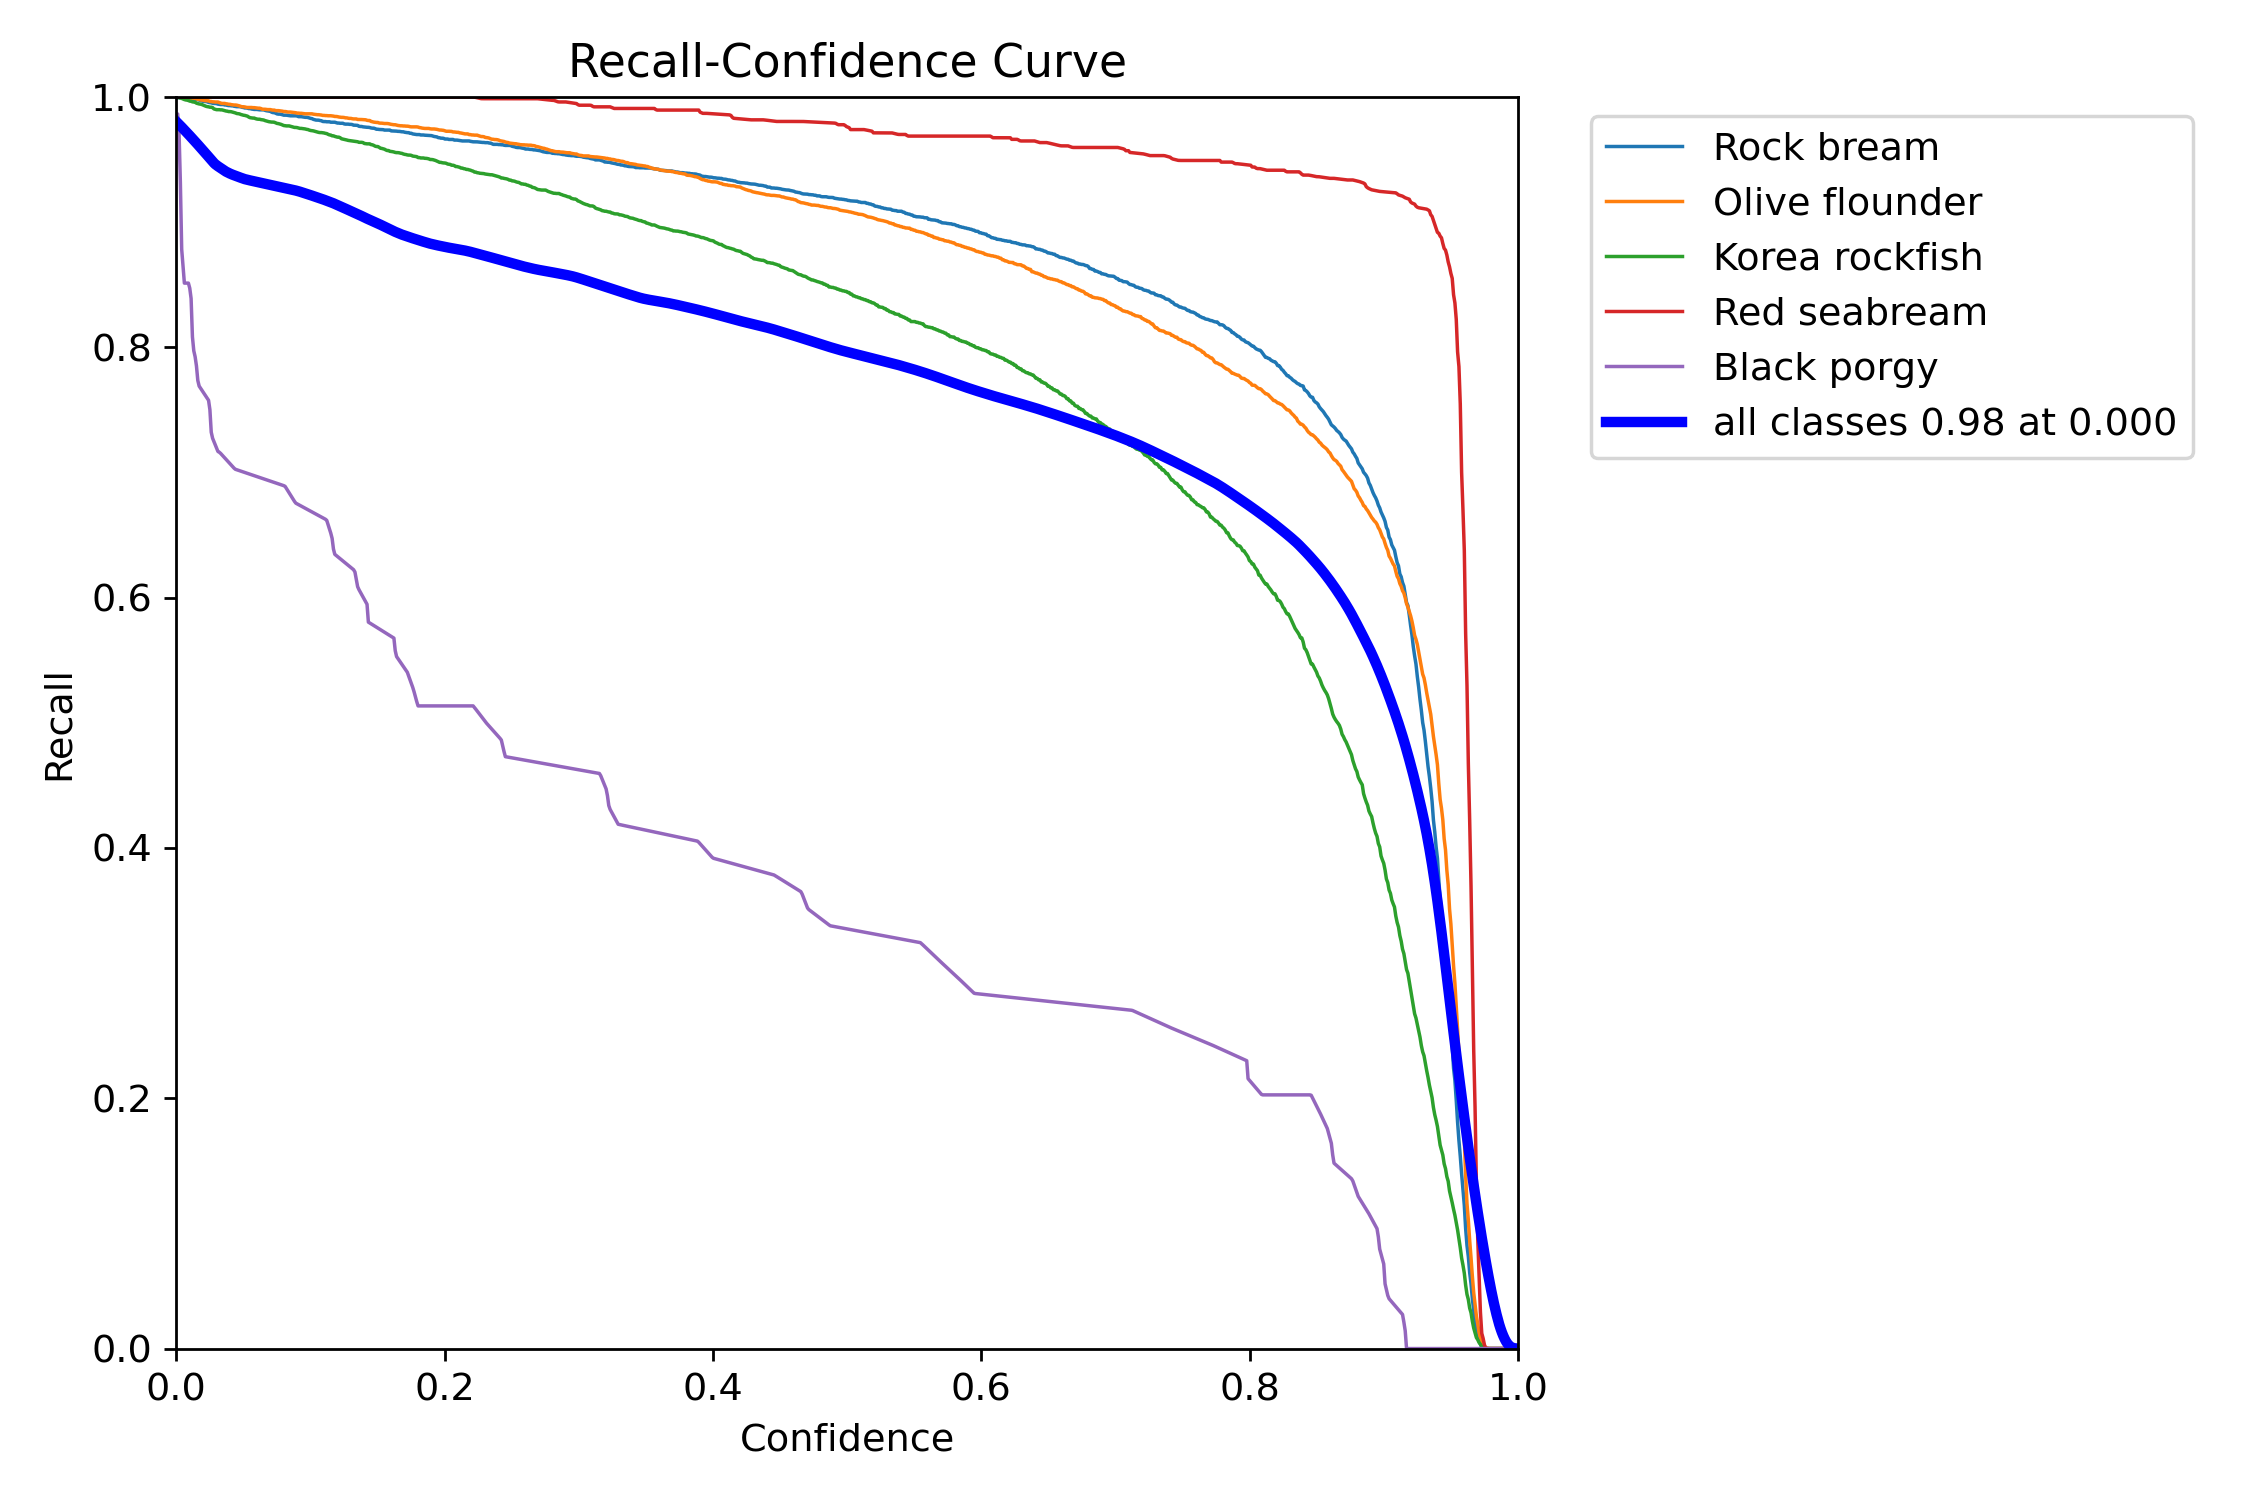 Recall-Confidence Curve
1.0
0.8
0.6
0.4
0.2
0.0
Recall
0.0 0.2 0.4 0.6 0.8 1.0
Confidence
Rock bream
Olive flounder
Korea rockfish
Red seabream
Black porgy
all classes 0.98 at 0.000